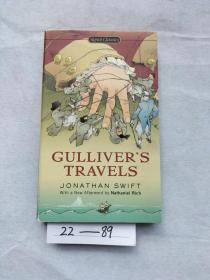 Signet Classics
GULLIVER'S
TRAVELS
JONATHAN SWIFT
With a New Afterword by Nathaniel Rich
22—89